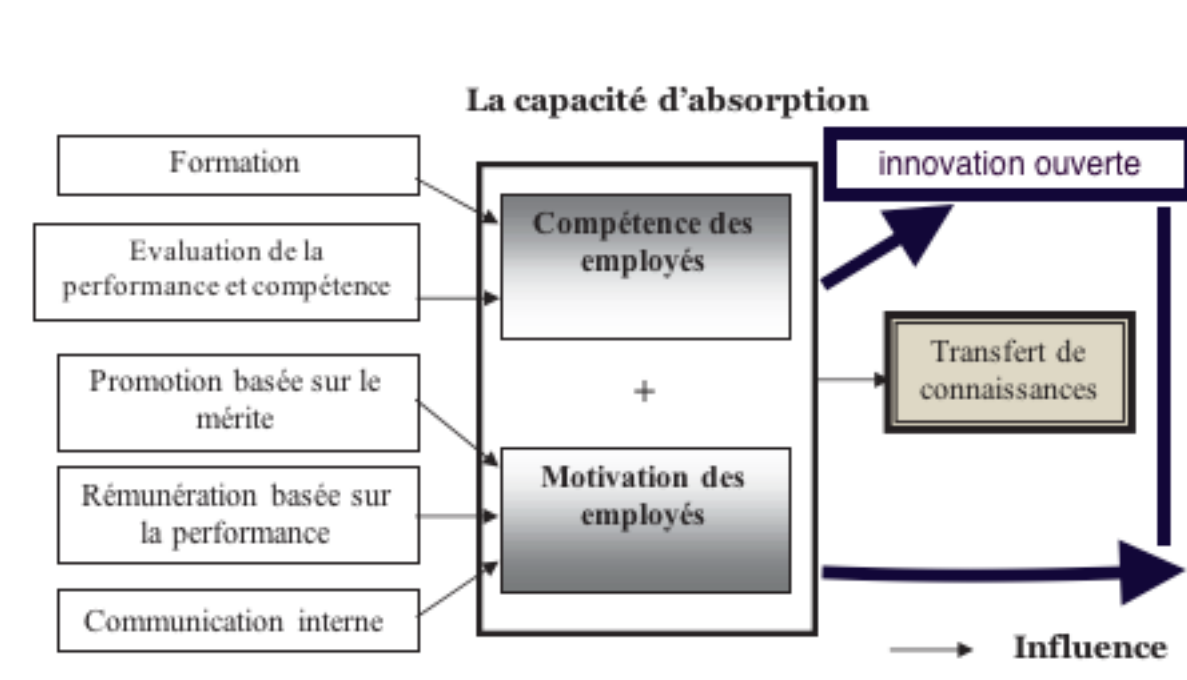 La capacité d'absorption
innovation ouverte
Formation
Evaluation de la
performance et compétence
Promotion basée sur le
mérite
Rémunération basée sur
la performance
Communication interne
Compétence des
employés
+
Motivation des
employés
Transfert de
connaissances
Influence